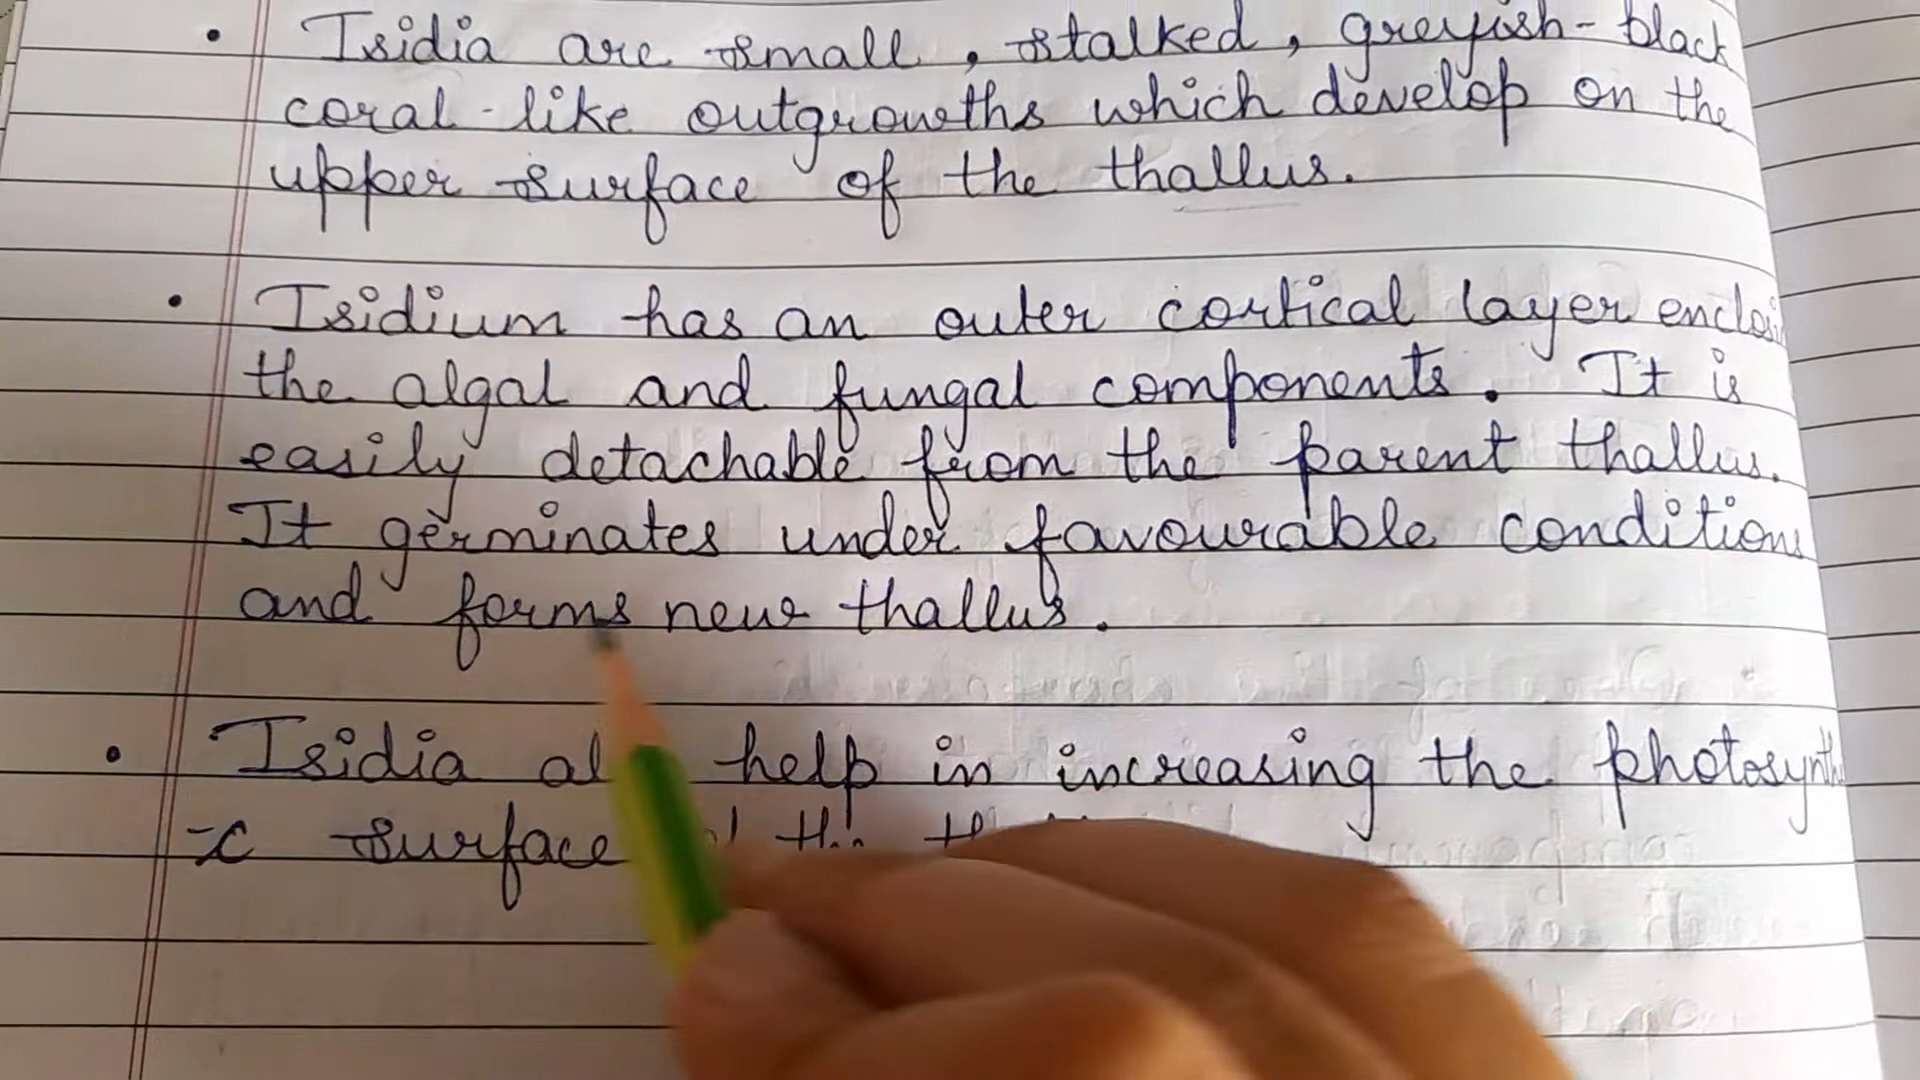 • Isidia are small, stalked, greyish-black
coral-like outgrowths which develop on the
upper surface of the thallus.
• Isidium has an outer cortical layer
the algal and fungal components. It is
easily detachable from the parent thallus.
It germinates under favourable conditions
and forms new thallus.
• Isidia help in increasing the
-c surface